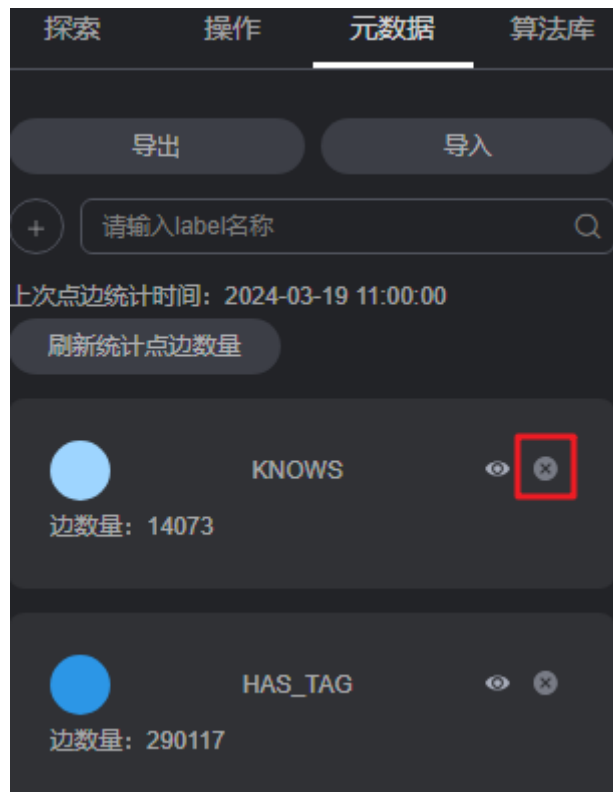 探索 操作 元数据 算法库
导出 导入
+ 请输入label名称
上次点边统计时间：2024-03-19 11:00:00
刷新统计点边数量
KNOWS
边数量：14073
HAS_TAG
边数量：290117